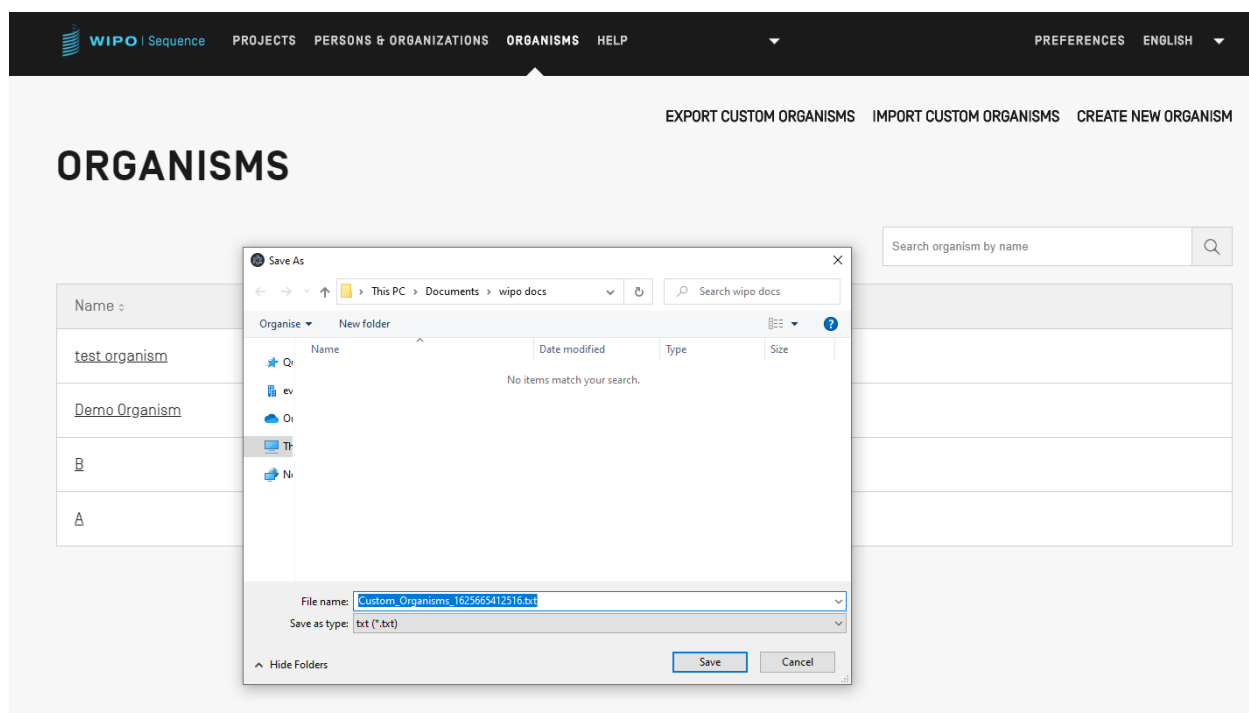 WIPO | Sequence PROJECTS PERSONS & ORGANIZATIONS ORGANISMS HELP PREFERENCES ENGLISH
EXPORT CUSTOM ORGANISMS IMPORT CUSTOM ORGANISMS CREATE NEW ORGANISM
ORGANISMS
Search organism by name
Name
test organism
Demo Organism
B
A
Save As
This PC > Documents > wipo docs
Search wipo docs
Organise New folder
Name Date modified Type Size
No items match your search.
File name: Custom_Organisms_1625665412516.txt
Save as type: txt (*.txt)
Hide Folders Save Cancel